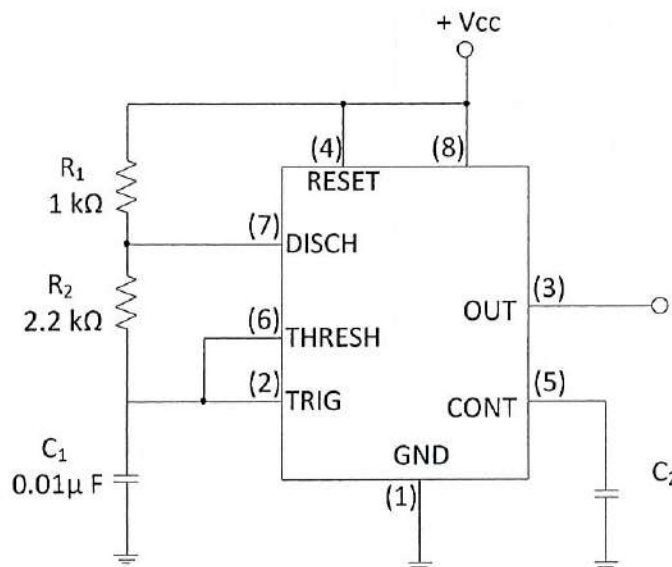 + Vcc
(4)
(8)
R₁
1 kΩ
RESET
(7)
DISCH
R₂
2.2 kΩ
(6)
THRESH
(3)
OUT
(2)
TRIG
(5)
CONT
C₁
0.01μ F
GND
(1)
C₂